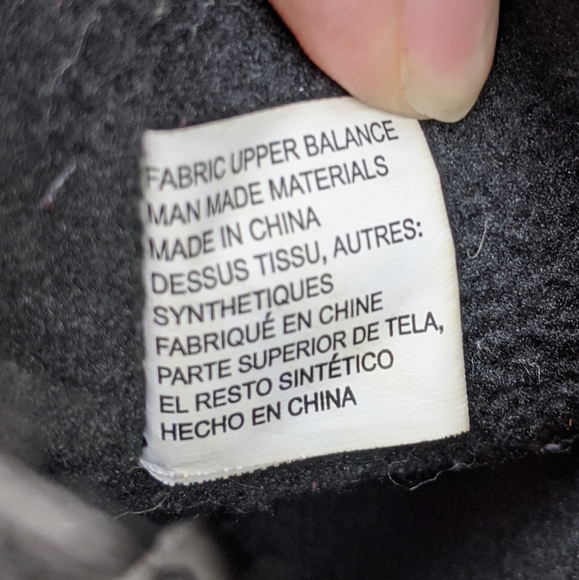 FABRIC UPPER BALANCE
MAN MADE MATERIALS
MADE IN CHINA
DESSUS TISSU, AUTRES:
SYNTHETIQUES
FABRIQUÉ EN CHINE
PARTE SUPERIOR DE TELA,
EL RESTO SINTÉTICO
HECHO EN CHINA